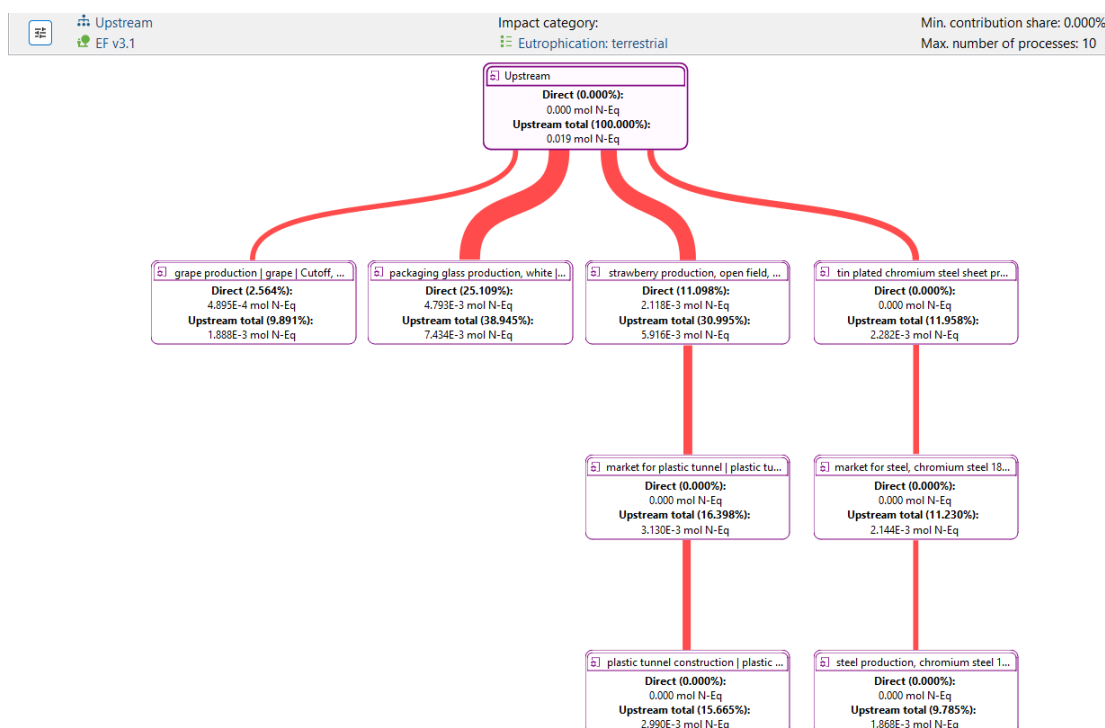 Upstream
EF v3.1
Impact category:
Eutrophication: terrestrial
Min. contribution share: 0.000%
Max. number of processes: 10
Upstream
Direct (0.000%):
0.000 mol N-Eq
Upstream total (100.000%):
0.019 mol N-Eq
grape production | grape | Cutoff, ...
Direct (2.564%):
4.895E-4 mol N-Eq
Upstream total (9.891%):
1.888E-3 mol N-Eq
packaging glass production, white |...
Direct (25.109%):
4.793E-3 mol N-Eq
Upstream total (38.945%):
7.434E-3 mol N-Eq
strawberry production, open field, ...
Direct (11.098%):
2.118E-3 mol N-Eq
Upstream total (30.995%):
5.916E-3 mol N-Eq
tin plated chromium steel sheet pr...
Direct (0.000%):
0.000 mol N-Eq
Upstream total (11.958%):
2.282E-3 mol N-Eq
market for plastic tunnel | plastic tu...
Direct (0.000%):
0.000 mol N-Eq
Upstream total (16.398%):
3.130E-3 mol N-Eq
market for steel, chromium steel 18...
Direct (0.000%):
0.000 mol N-Eq
Upstream total (11.230%):
2.144E-3 mol N-Eq
plastic tunnel construction | plastic ...
Direct (0.000%):
0.000 mol N-Eq
Upstream total (15.665%):
2.990E-3 mol N-Eq
steel production, chromium steel 1...
Direct (0.000%):
0.000 mol N-Eq
Upstream total (9.785%):
1.868E-3 mol N-Eq